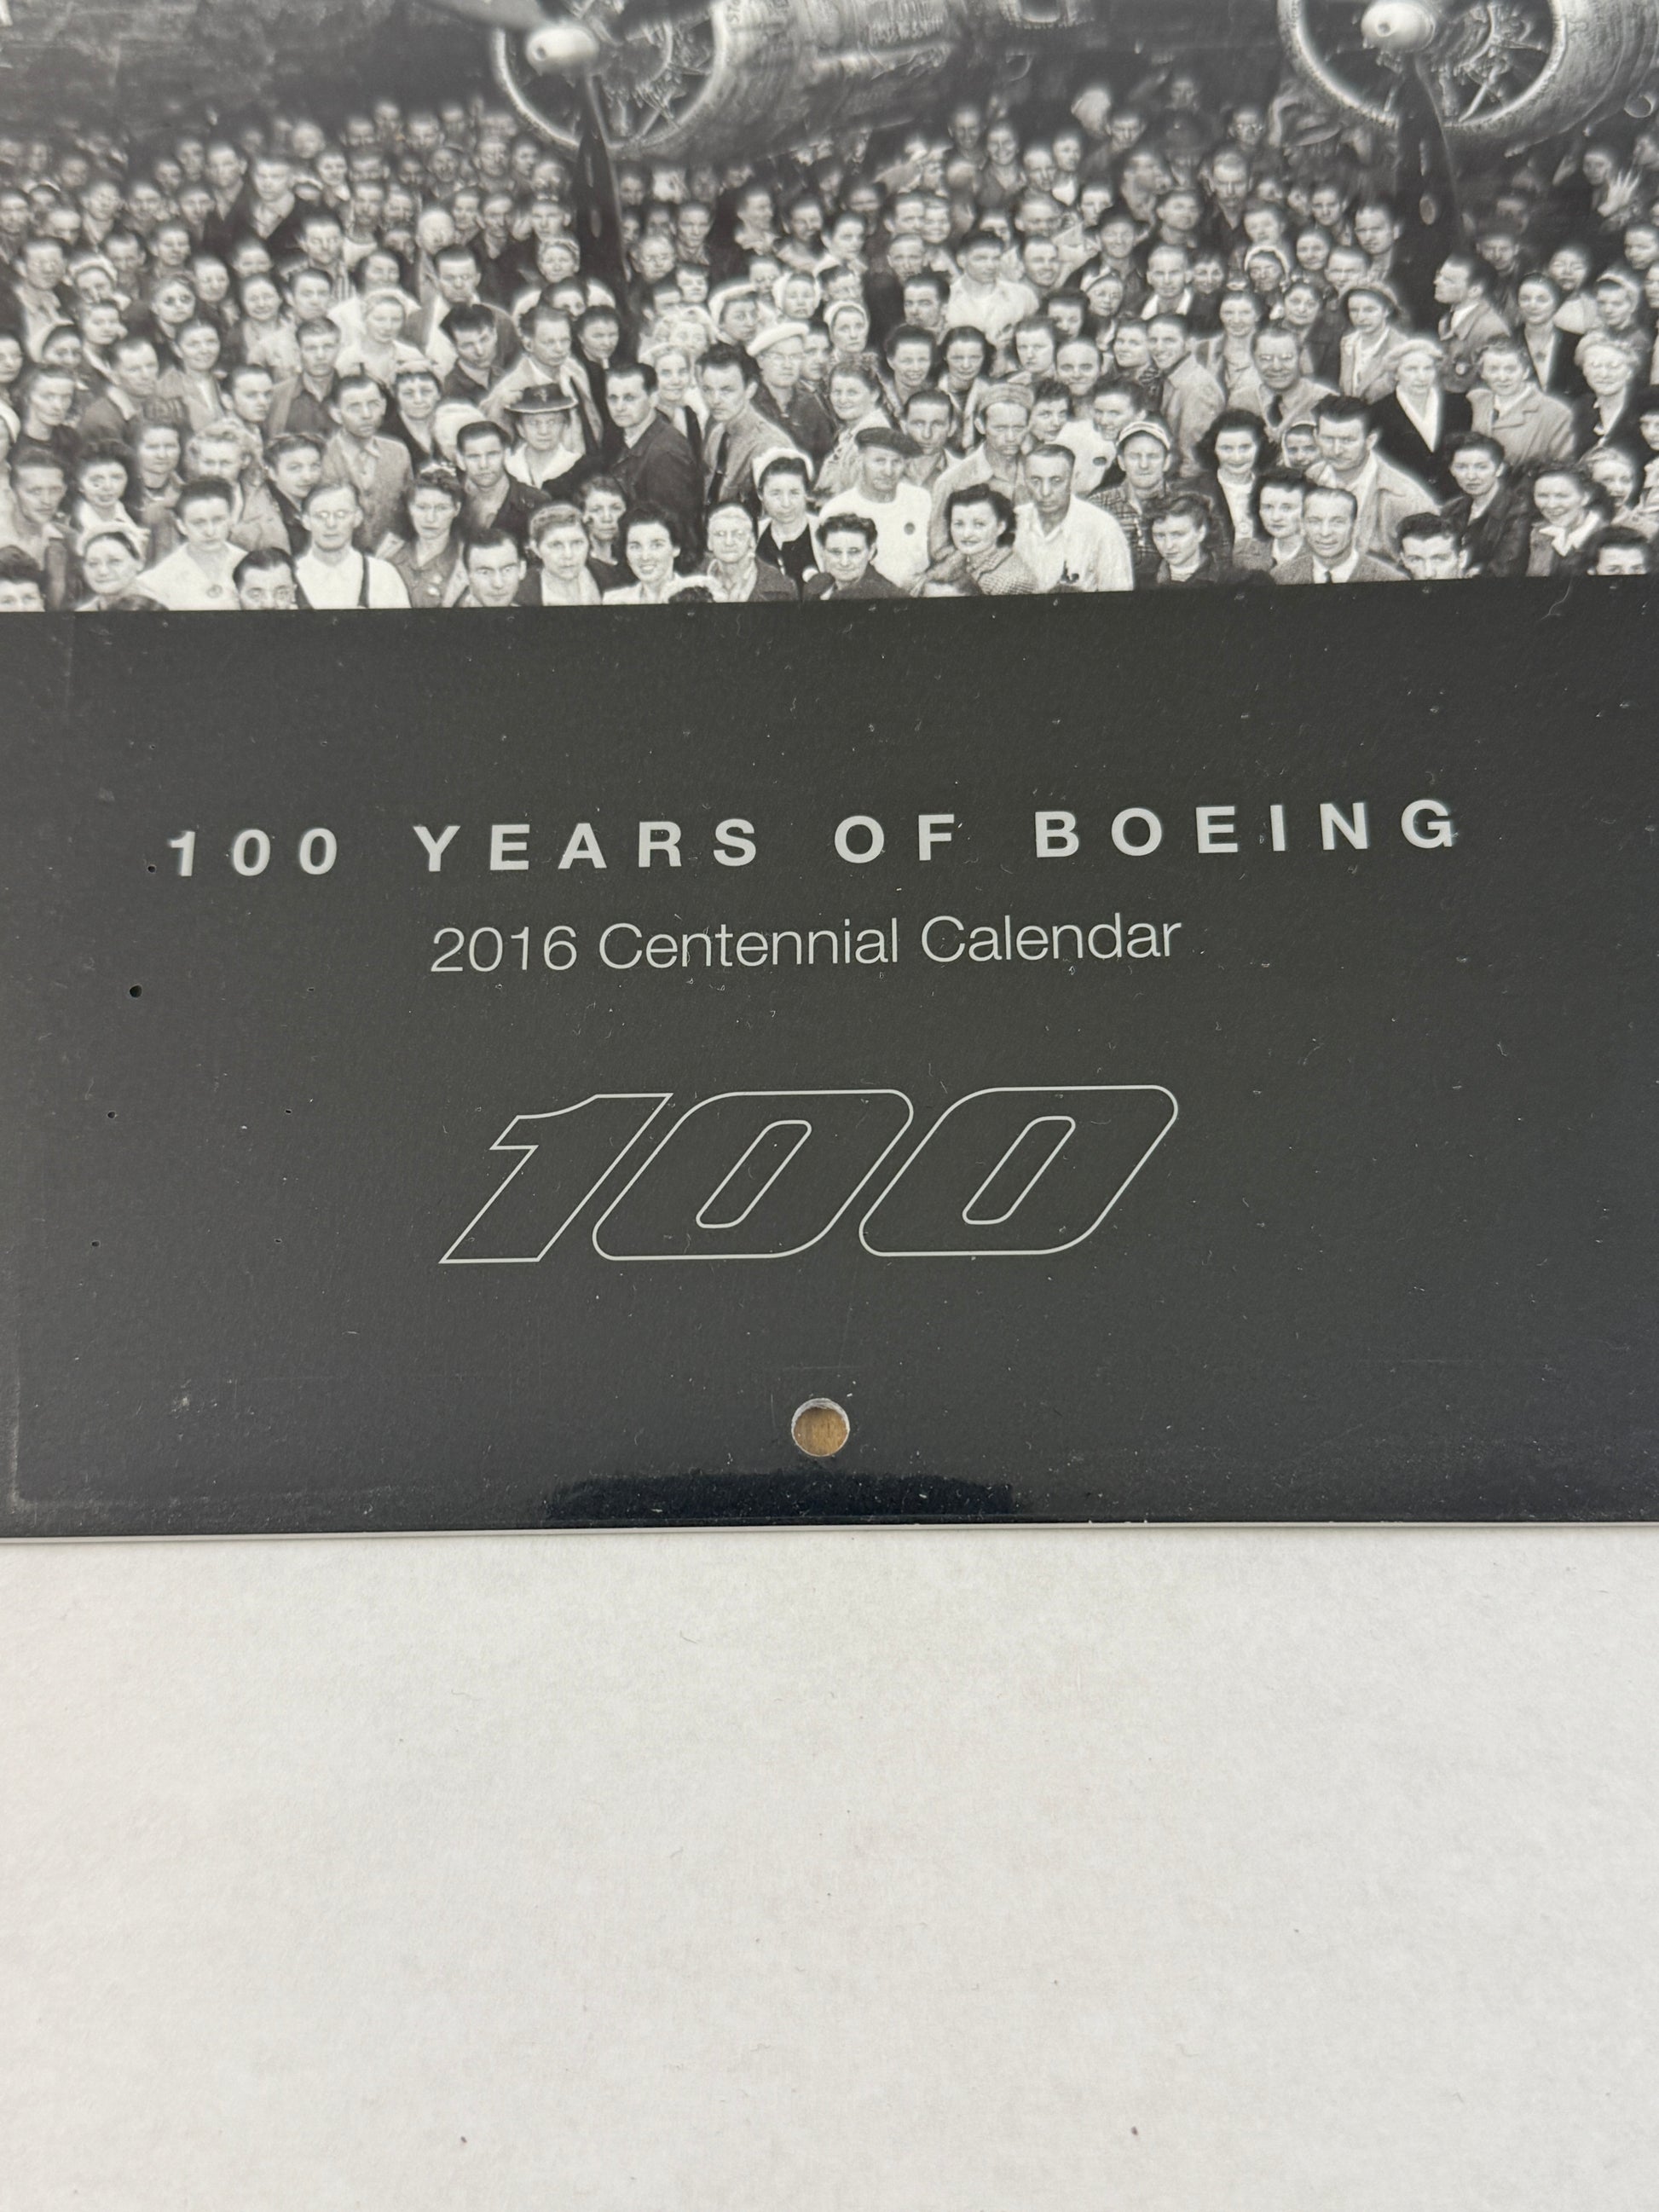 100 YEARS OF BOEING
2016 Centennial Calendar
100